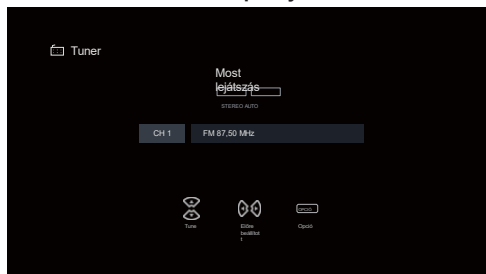 Tuner
Most
lejátszás
STEREO AUTO
CH 1 FM 87,50 MHz
OPCIÓ
Tune Előre Opció
beállítot
t